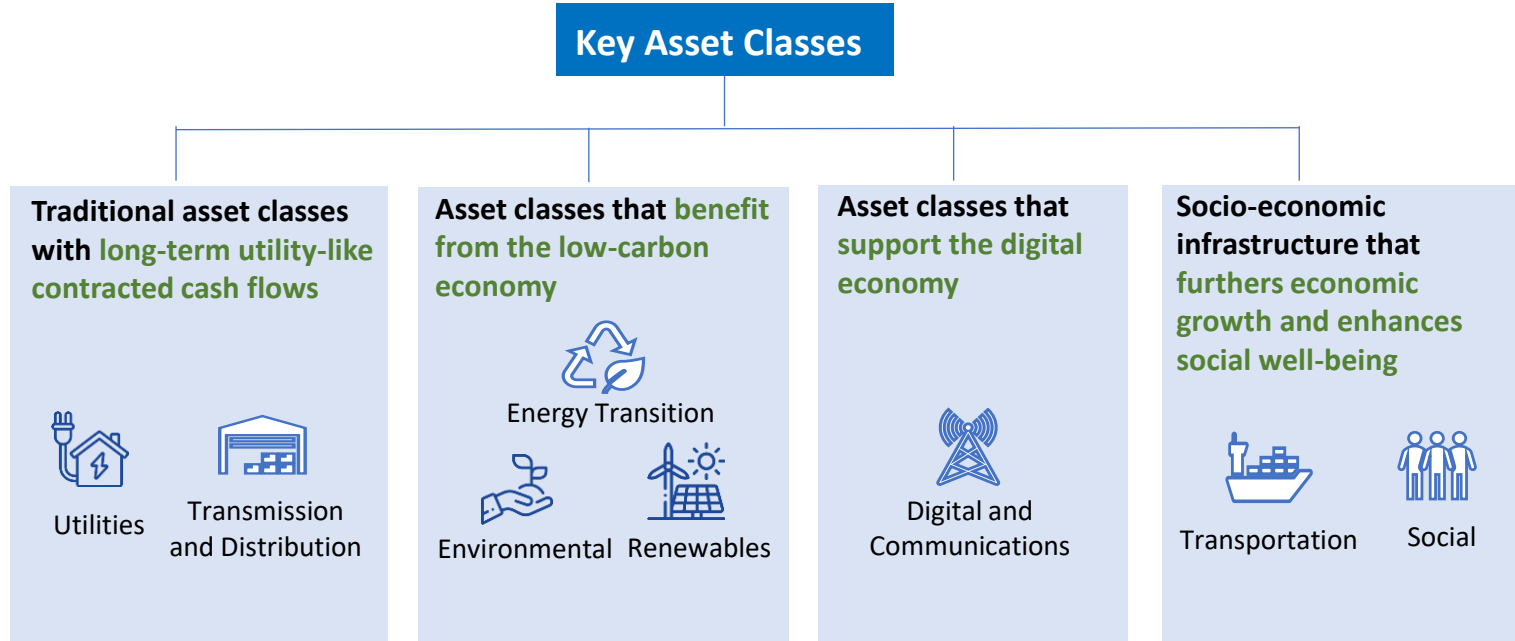 Key Asset Classes
Traditional asset classes
with long-term utility-like
contracted cash flows
Utilities
Transmission
and Distribution
Asset classes that benefit
from the low-carbon
economy
Energy Transition
Environmental
Renewables
Asset classes that
support the digital
economy
Digital and
Communications
Socio-economic
infrastructure that
furthers economic
growth and enhances
social well-being
Transportation
Social